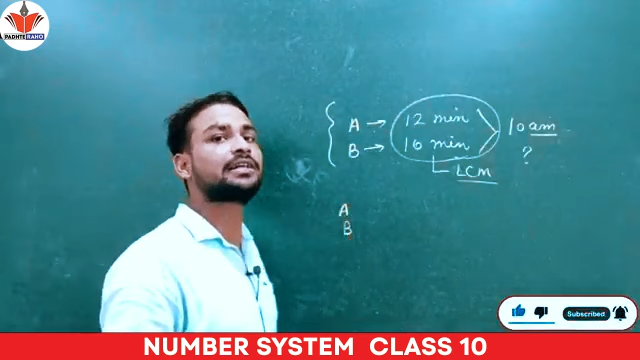 PADHTE RAHO
A → 12 min
B → 16 min
10 am
?
LCM
A
B
Subscribed
NUMBER SYSTEM CLASS 10